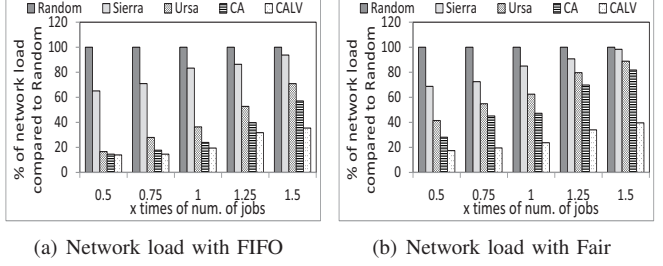 Random Sierra Ursa CA CALV
% of network load
compared to Random
120
100
80
60
40
20
0
0.5 0.75 1 1.25 1.5
x times of num. of jobs
(a) Network load with FIFO
Random Sierra Ursa CA CALV
% of network load
compared to Random
120
100
80
60
40
20
0
0.5 0.75 1 1.25 1.5
x times of num. of jobs
(b) Network load with Fair